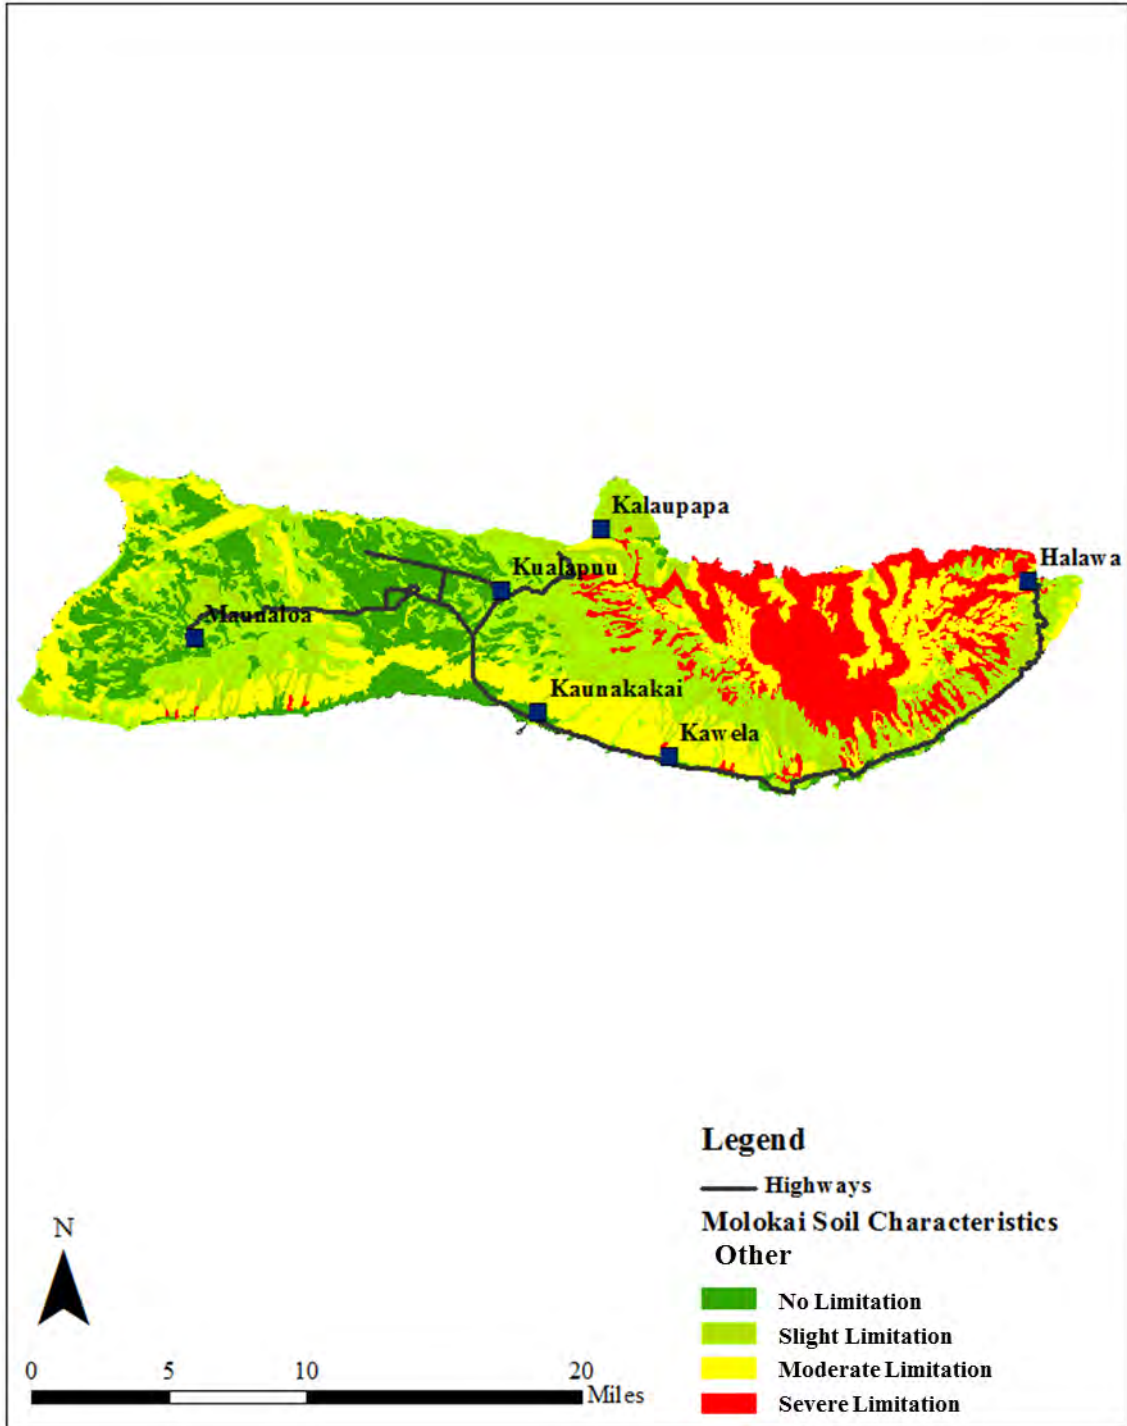 Kalaupapa
Halawa
Kualapuu
Maunaloa
Kaunakakai
Kawela
Legend
Highways
Molokai Soil Characteristics
Other
No Limitation
Slight Limitation
Moderate Limitation
Severe Limitation
N
0 5 10 20
Miles